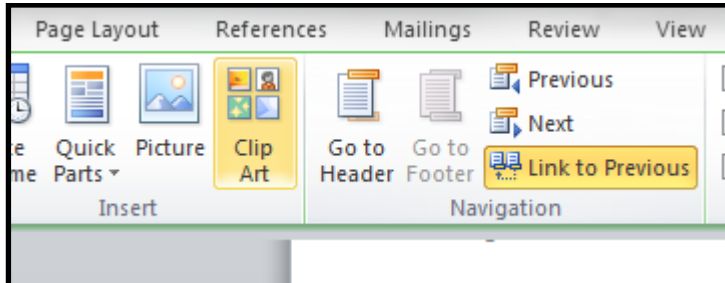 Page Layout References Mailings Review View
Previous
Next
Quick Picture Clip Go to Go to
Parts Art Header Footer Link to Previous
Insert Navigation